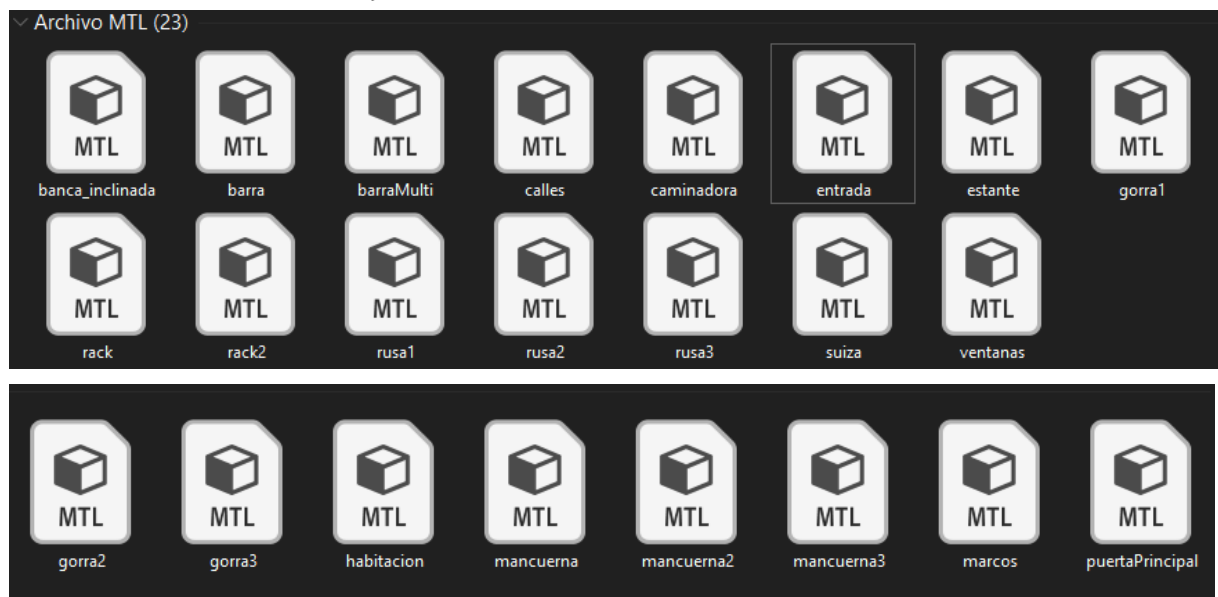 Archivo MTL (23)
MTL MTL MTL MTL MTL MTL MTL MTL
banca_inclinada barra barraMulti calles caminadora entrada estante gorra1
MTL MTL MTL MTL MTL MTL MTL
rack rack2 rusa1 rusa2 rusa3 suiza ventanas
MTL MTL MTL MTL MTL MTL MTL MTL
gorra2 gorra3 habitacion mancuerna mancuerna2 mancuerna3 marcos puertaPrincipal